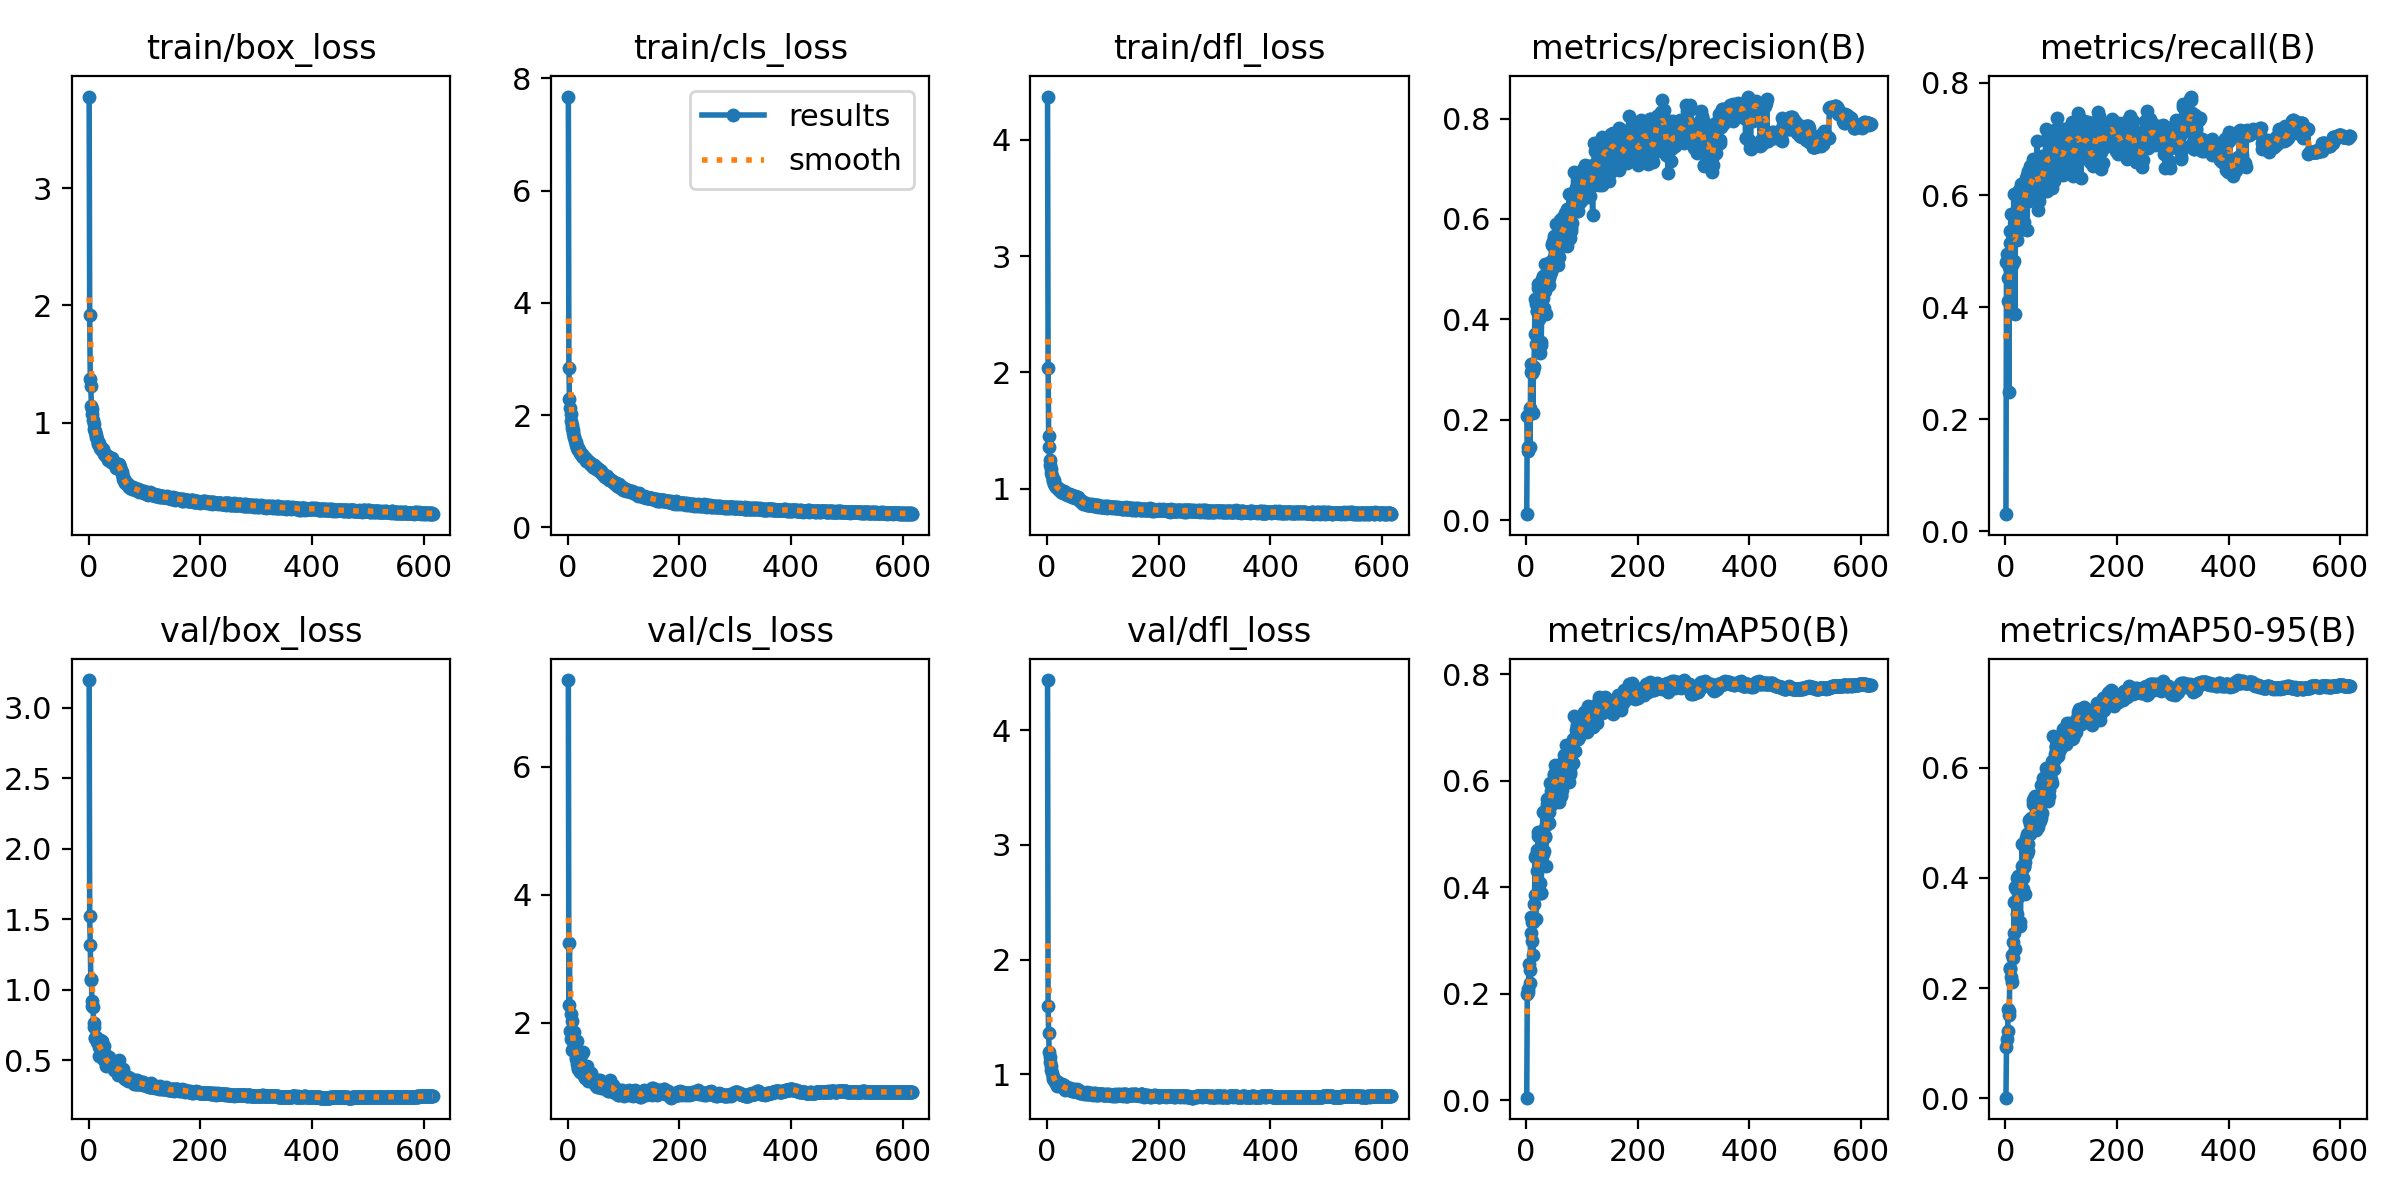 train/box_loss
3
2
1
0 200 400 600
train/cls_loss
results
smooth
8
6
4
2
0
0 200 400 600
train/dfl_loss
4
3
2
1
0 200 400 600
metrics/precision(B)
0.8
0.6
0.4
0.2
0.0
0 200 400 600
metrics/recall(B)
0.8
0.6
0.4
0.2
0.0
0 200 400 600
val/box_loss
3.0
2.5
2.0
1.5
1.0
0.5
0 200 400 600
val/cls_loss
6
4
2
0 200 400 600
val/dfl_loss
4
3
2
1
0 200 400 600
metrics/mAP50(B)
0.8
0.6
0.4
0.2
0.0
0 200 400 600
metrics/mAP50-95(B)
0.6
0.4
0.2
0.0
0 200 400 600